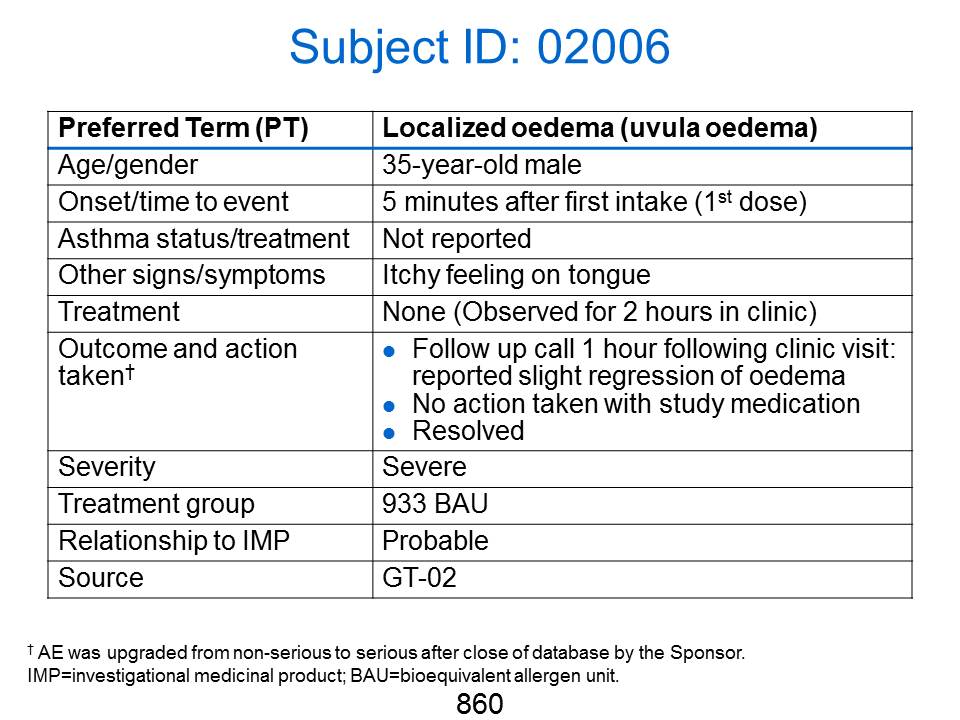 Subject ID: 02006
Preferred Term (PT) Localized oedema (uvula oedema)
Age/gender 35-year-old male
Onset/time to event 5 minutes after first intake (1st dose)
Asthma status/treatment Not reported
Other signs/symptoms Itchy feeling on tongue
Treatment None (Observed for 2 hours in clinic)
Outcome and action
taken†
● Follow up call 1 hour following clinic visit:
reported slight regression of oedema
● No action taken with study medication
● Resolved
Severity Severe
Treatment group 933 BAU
Relationship to IMP Probable
Source GT-02
† AE was upgraded from non-serious to serious after close of database by the Sponsor.
IMP=investigational medicinal product; BAU=bioequivalent allergen unit.
860